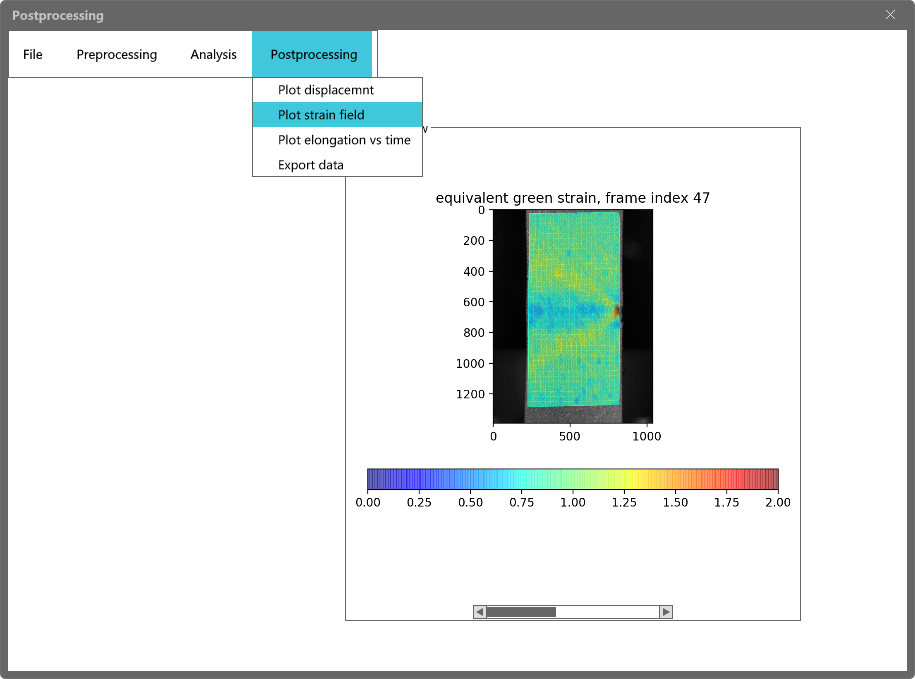 Postprocessing
File Preprocessing Analysis Postprocessing
Plot displacemnt
Plot strain field
Plot elongation vs time
Export data
equivalent green strain, frame index 47
0
200
400
600
800
1000
1200
0 500 1000
0.00 0.25 0.50 0.75 1.00 1.25 1.50 1.75 2.00